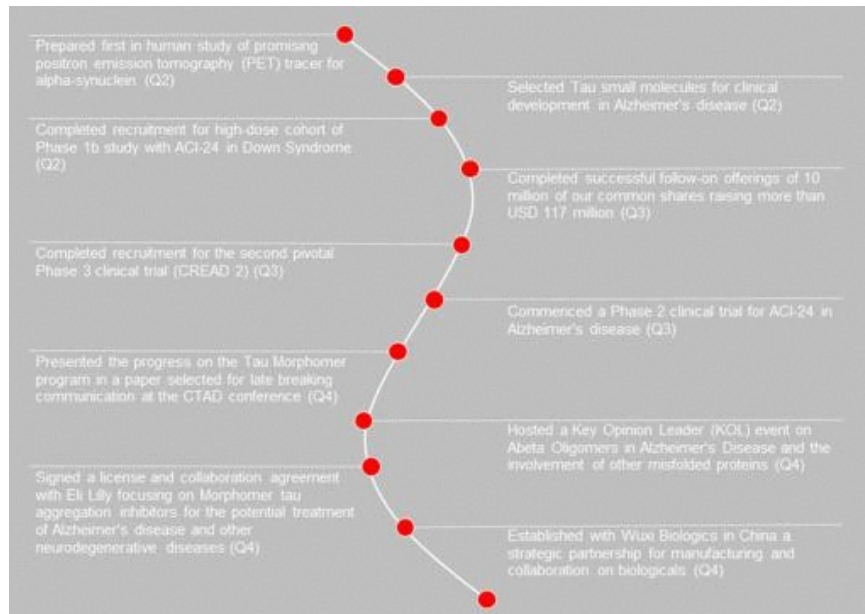 Prepared first in human study of promising
positron emission tomography (PET) tracer for
alpha-synuclein (Q2)
Selected Tau small molecules for clinical
development in Alzheimer's disease (Q2)
Completed recruitment for high-dose cohort of
Phase 1b study with ACI-24 in Down Syndrome
(Q2)
Completed successful follow-on offerings of 10
million of our common shares raising more than
USD 117 million (Q3)
Completed recruitment for the second pivotal
Phase 3 clinical trial (CREAD 2) (Q3)
Commenced a Phase 2 clinical trial for ACI-24 in
Alzheimer's disease (Q3)
Presented the progress on the Tau Morphomer
program in a paper selected for late breaking
communication at the CTAD conference (Q4)
Hosted a Key Opinion Leader (KOL) event on
Abeta Oligomers in Alzheimer's Disease and the
involvement of other misfolded proteins (Q4)
Signed a license and collaboration agreement
with Eli Lilly focusing on Morphomer tau
aggregation inhibitors for the potential treatment
of Alzheimer's disease and other
neurodegenerative diseases (Q4)
Established with Wuxi Biologics in China a
strategic partnership for manufacturing and
collaboration on biologicals (Q4)